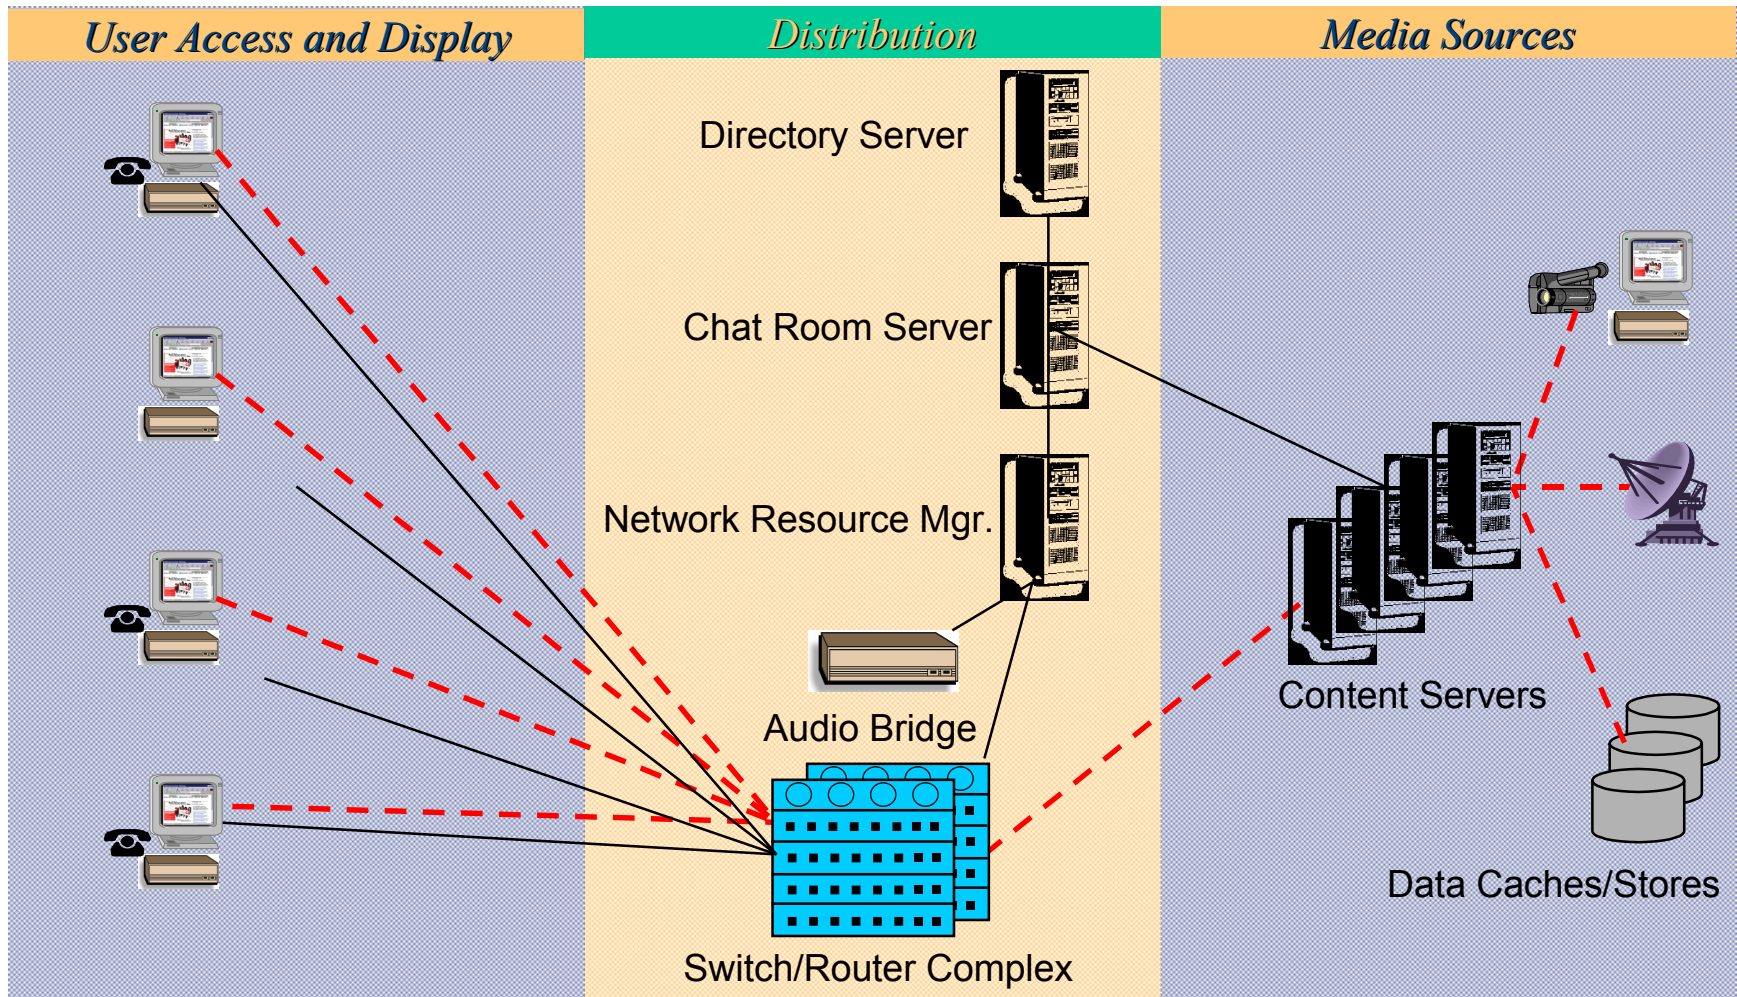 User Access and Display
Distribution
Media Sources
Directory Server
Chat Room Server
Network Resource Mgr.
Audio Bridge
Content Servers
Data Caches/Stores
Switch/Router Complex